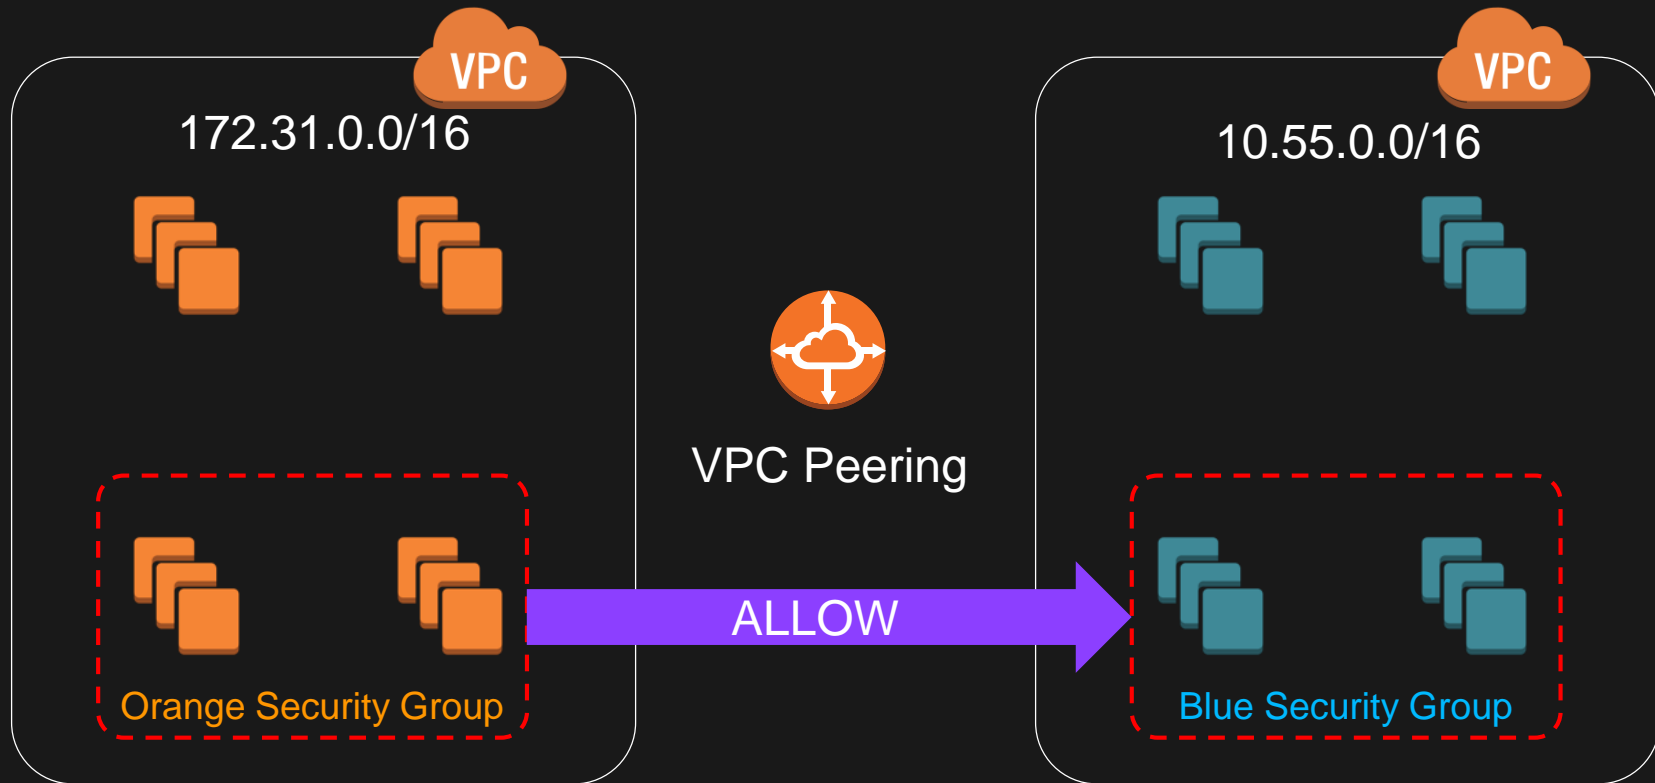 VPC
172.31.0.0/16
VPC
10.55.0.0/16
VPC Peering
ALLOW
Orange Security Group
Blue Security Group